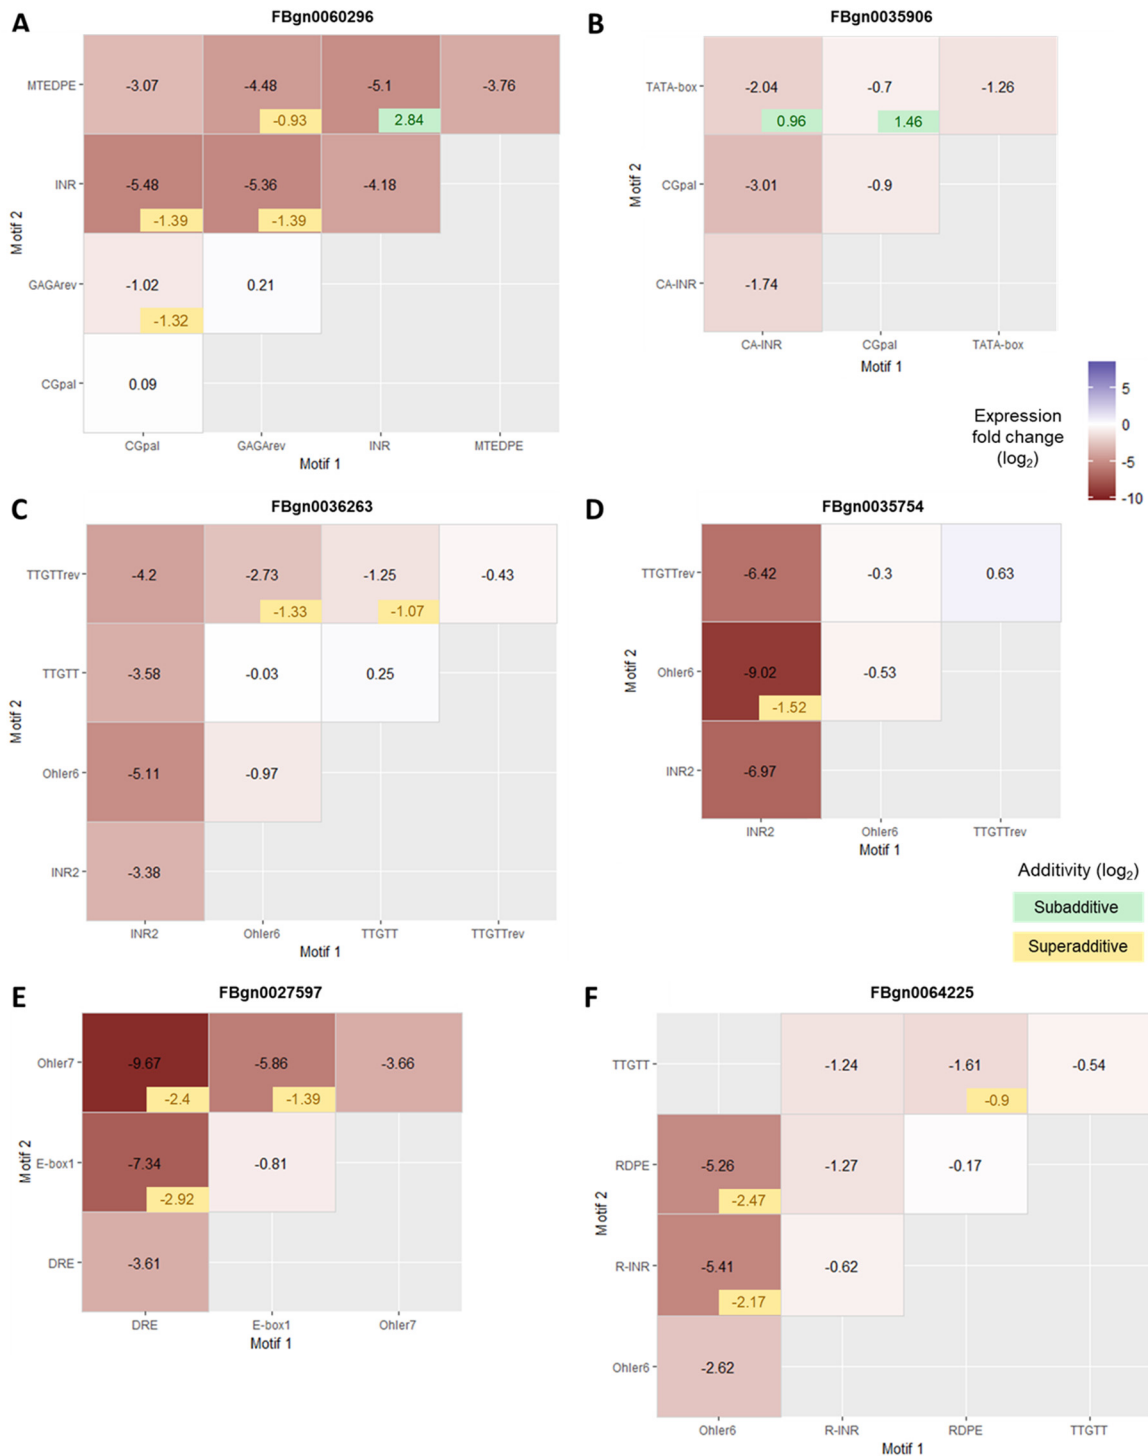 A
FBgn0060296
MTEDPE
-3.07
-4.48
-5.1
-3.76
-0.93
2.84
INR
-5.48
-5.36
-4.18
-1.39
-1.39
GAGArev
-1.02
0.21
-1.32
CGpal
0.09
CGpal
GAGArev
INR
MTEDPE
Motif 1
Motif 2
B
FBgn0035906
TATA-box
-2.04
-0.7
-1.26
0.96
1.46
CGpal
-3.01
-0.9
CA-INR
-1.74
CA-INR
CGpal
TATA-box
Motif 1
Motif 2
Expression
fold change
(log2)
5
0
-5
-10
C
FBgn0036263
TTGTTrev
-4.2
-2.73
-1.25
-0.43
-1.33
-1.07
TTGTT
-3.58
-0.03
0.25
Ohler6
-5.11
-0.97
INR2
-3.38
INR2
Ohler6
TTGTT
TTGTTrev
Motif 1
Motif 2
D
FBgn0035754
TTGTTrev
-6.42
-0.3
0.63
Ohler6
-9.02
-0.53
-1.52
INR2
-6.97
INR2
Ohler6
TTGTTrev
Motif 1
Motif 2
Additivity (log2)
Subadditive
Superadditive
E
FBgn0027597
Ohler7
-9.67
-5.86
-3.66
-2.4
-1.39
E-box1
-7.34
-0.81
-2.92
DRE
-3.61
DRE
E-box1
Ohler7
Motif 1
Motif 2
F
FBgn0064225
TTGTT
-1.24
-1.61
-0.54
-0.9
RDPE
-5.26
-1.27
-0.17
-2.47
R-INR
-5.41
-0.62
-2.17
Ohler6
-2.62
Ohler6
R-INR
RDPE
TTGTT
Motif 1
Motif 2